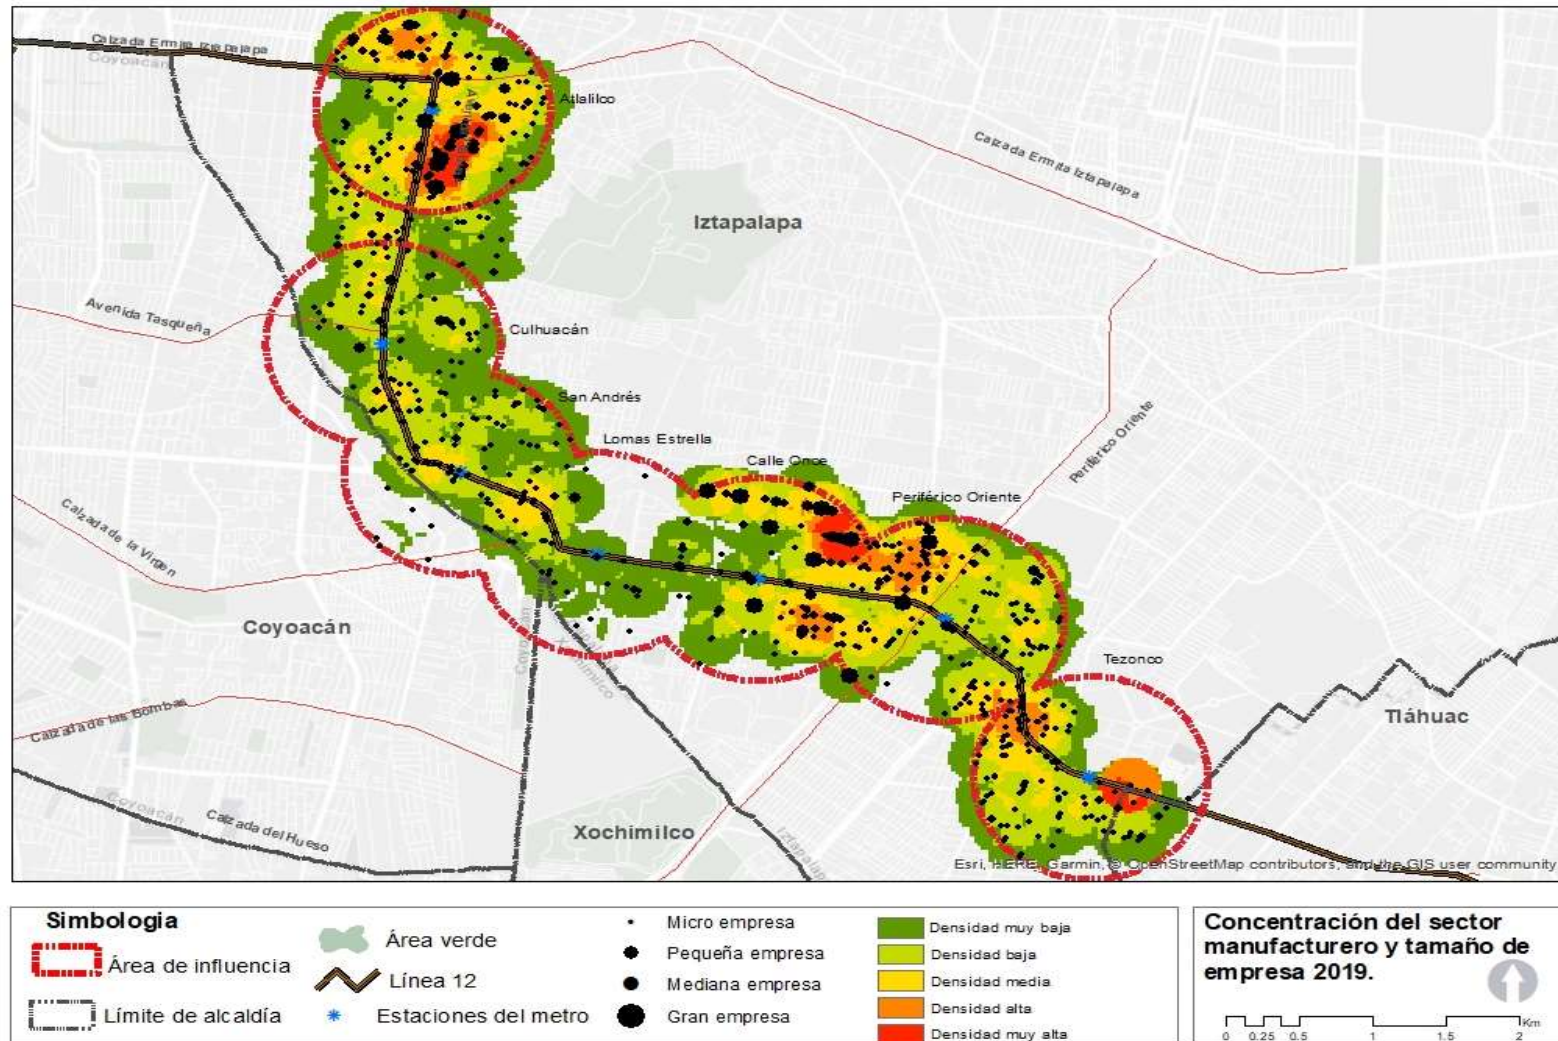 Calzada Ermita Iztapalapa
Coyoacán
Atlalilco
Calzada Ermita Iztapalapa
Iztapalapa
Avenida Tasqueña
Culhuacán
San Andrés
Lomas Estrella
Calle Once
Periférico Oriente
Periférico Oriente
Calzada de la Virgen
Coyoacán
Coyoacán
Xochimilco
Tezonco
Tláhuac
Calzada de las Bombas
Coyoacán
Calzada del Hueso
Xochimilco
Iztapalapa
Esri, HERE, Garmin, © OpenStreetMap contributors, and the GIS user community
Simbologia
Área de influencia
Límite de alcaldía
Área verde
Línea 12
Estaciones del metro
Micro empresa
Pequeña empresa
Mediana empresa
Gran empresa
Densidad muy baja
Densidad baja
Densidad media
Densidad alta
Densidad muy alta
Concentración del sector
manufacturero y tamaño de
empresa 2019.
Km
0 0.25 0.5 1 1.5 2